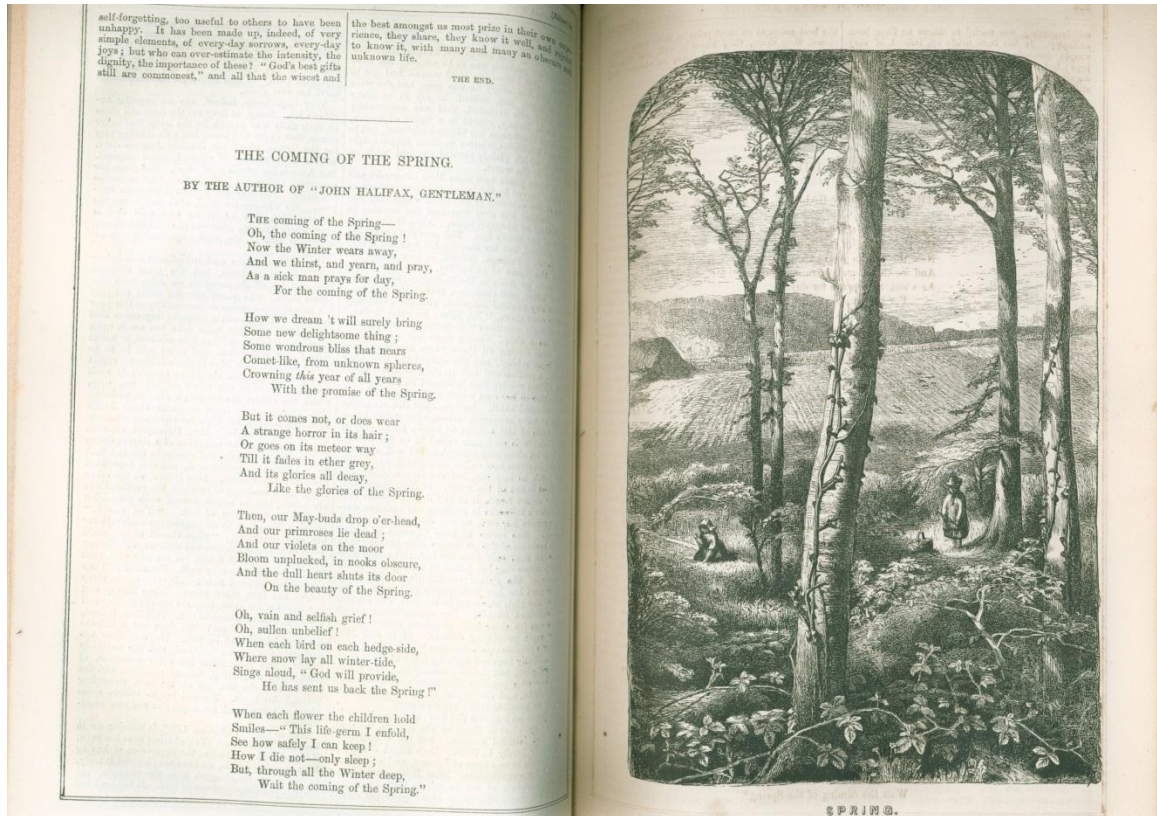 self-forgetting, too useful to others to have been
unhappy. It has been made up, indeed, of very
simple elements, of every-day sorrows, every-day
joys; but who can over-estimate the intensity, the
dignity, the importance of these? "God's best gifts
still are commonest," and all that the wisest and
the best amongst us most prize in their own
rience, they share, they know it well, and
to know it, with many and many an obscure and
unknown life.
THE END.
THE COMING OF THE SPRING.
BY THE AUTHOR OF "JOHN HALIFAX, GENTLEMAN."
THE coming of the Spring—
Oh, the coming of the Spring!
Now the Winter wears away,
And we thirst, and yearn, and pray,
As a sick man prays for day,
For the coming of the Spring.
How we dream 't will surely bring
Some new delightsome thing;
Some wondrous bliss that nears
Comet-like, from unknown spheres,
Crowning this year of all years
With the promise of the Spring.
But it comes not, or does wear
A strange horror in its hair;
Or goes on its meteor way
Till it fades in ether grey,
And its glories all decay,
Like the glories of the Spring.
Then, our May-buds drop o'er-head,
And our primroses lie dead;
And our violets on the moor
Bloom unplucked, in nooks obscure,
And the dull heart shuts its door
On the beauty of the Spring.
Oh, vain and selfish grief!
Oh, sullen unbelief!
When each bird on each hedge-side,
Where snow lay all winter-tide,
Sings aloud, "God will provide,
He has sent us back the Spring!"
When each flower the children hold
Smiles—"This life-germ I enfold,
See how safely I can keep!
How I die not—only sleep;
But, through all the Winter deep,
Wait the coming of the Spring."
SPRING.